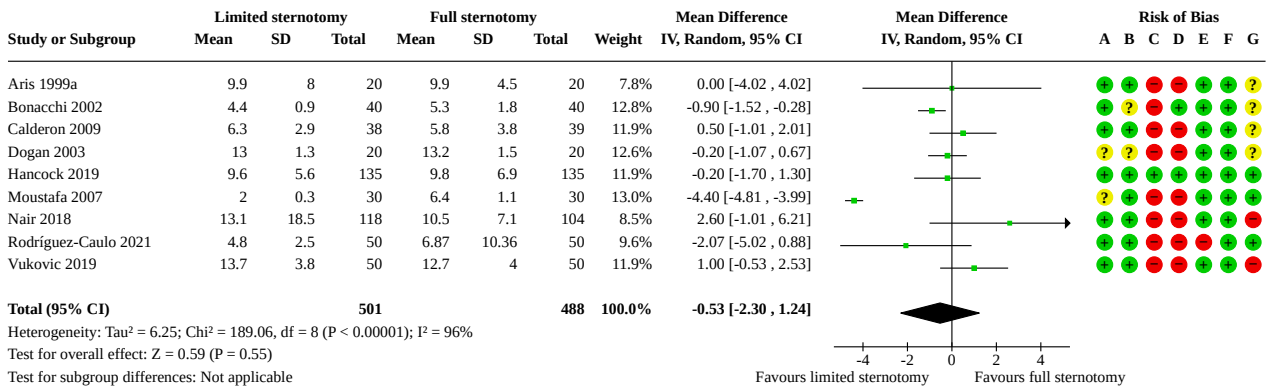 Limited sternotomy Full sternotomy Mean Difference Mean Difference Risk of Bias
Study or Subgroup Mean SD Total Mean SD Total Weight IV, Random, 95% CI IV, Random, 95% CI A B C D E F G
Aris 1999a 9.9 8 20 9.9 4.5 20 7.8% 0.00 [-4.02 , 4.02] + + − − + + ?
Bonacchi 2002 4.4 0.9 40 5.3 1.8 40 12.8% -0.90 [-1.52 , -0.28] + ? − + + + ?
Calderon 2009 6.3 2.9 38 5.8 3.8 39 11.9% 0.50 [-1.01 , 2.01] + + − − + + ?
Dogan 2003 13 1.3 20 13.2 1.5 20 12.6% -0.20 [-1.07 , 0.67] ? ? − − + + ?
Hancock 2019 9.6 5.6 135 9.8 6.9 135 11.9% -0.20 [-1.70 , 1.30] + + + + + + +
Moustafa 2007 2 0.3 30 6.4 1.1 30 13.0% -4.40 [-4.81 , -3.99] ? + − − + + +
Nair 2018 13.1 18.5 118 10.5 7.1 104 8.5% 2.60 [-1.01 , 6.21] + + − − + + −
Rodríguez-Caulo 2021 4.8 2.5 50 6.87 10.36 50 9.6% -2.07 [-5.02 , 0.88] + + − − − + +
Vukovic 2019 13.7 3.8 50 12.7 4 50 11.9% 1.00 [-0.53 , 2.53] + + − − + + −
Total (95% CI) 501 488 100.0% -0.53 [-2.30 , 1.24]
Heterogeneity: Tau² = 6.25; Chi² = 189.06, df = 8 (P < 0.00001); I² = 96%
Test for overall effect: Z = 0.59 (P = 0.55)
-4 -2 0 2 4
Test for subgroup differences: Not applicable Favours limited sternotomy Favours full sternotomy